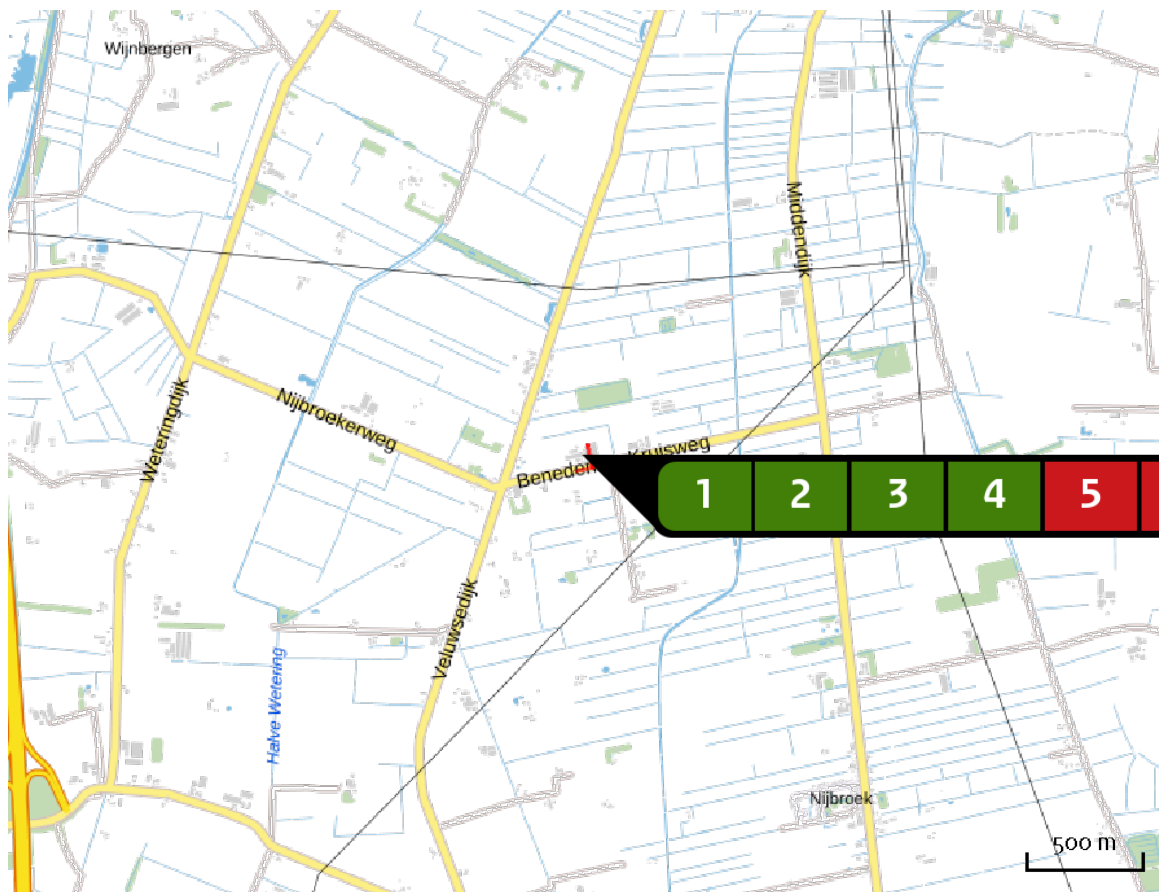 Wijnbergen
Middendijk
Nijbroekerweg
Weteringdijk
Beneden Kruisweg
1 2 3 4 5
Veluwsedijk
Halve Wetering
Nijbroek
500 m